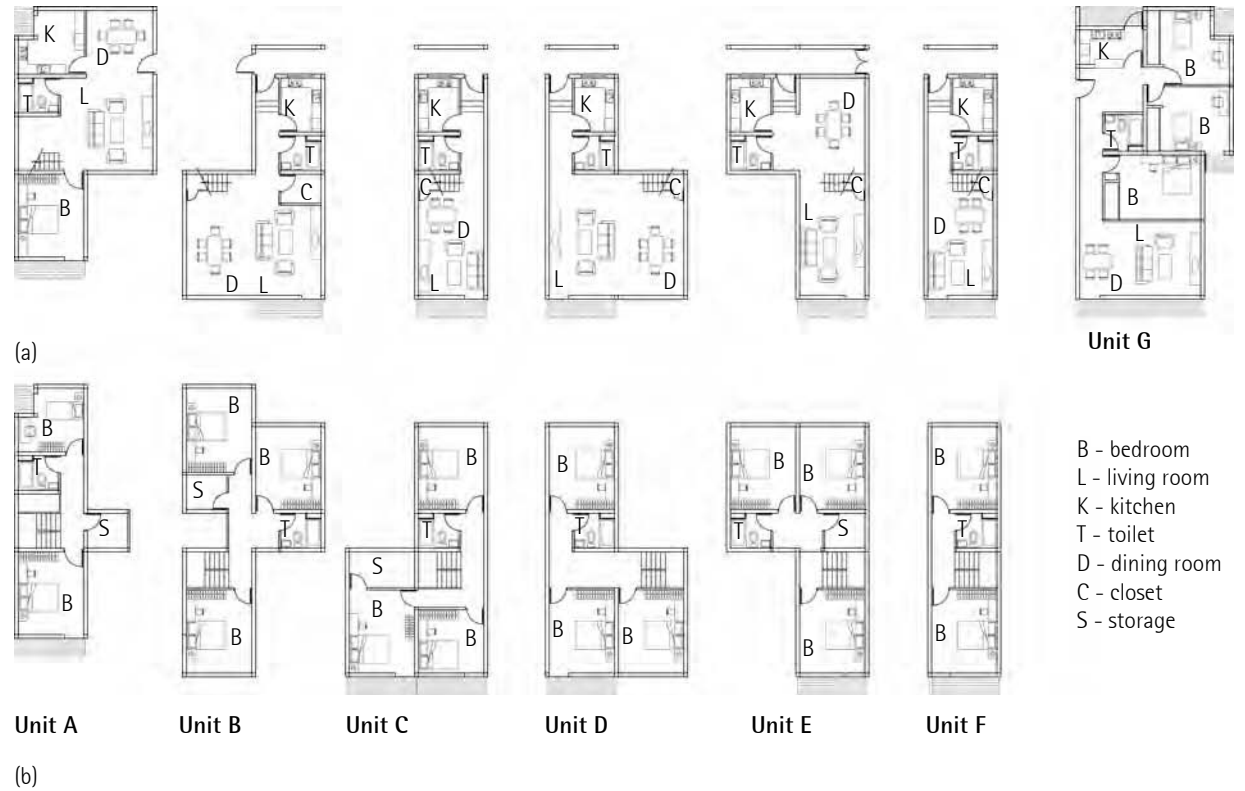 K
D
T
L
B
K
T
C
D L
K
T
C
D
L
K
T
C
L
D
D
K
T
C
L
K
T
C
D
L
K
B
B
T
B
L
D
Unit G
(a)
B
T
S
B
B
B
S
T
B
B
T
S
B
B
B
T
B
B
B
B
T
S
B
B
T
B
B - bedroom
L - living room
K - kitchen
T - toilet
D - dining room
C - closet
S - storage
Unit A Unit B Unit C Unit D Unit E Unit F
(b)